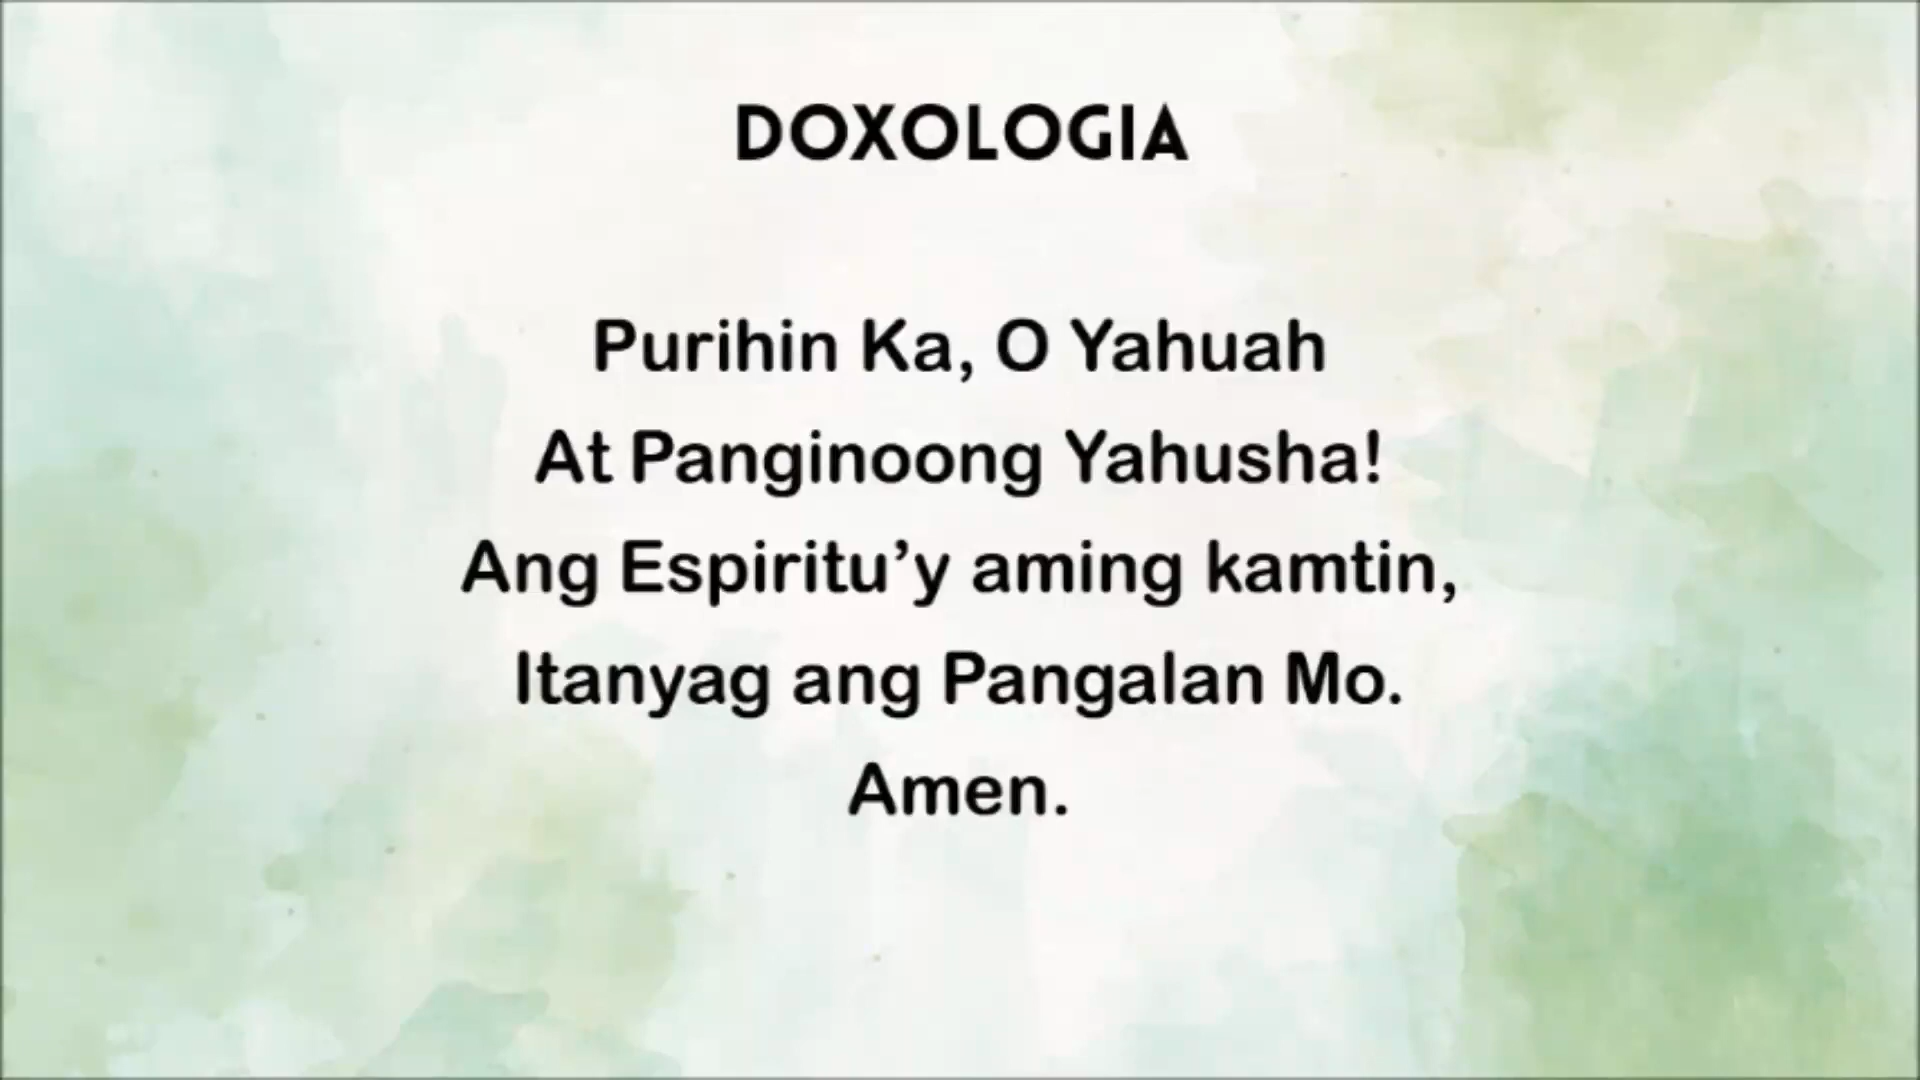 DOXOLOGIA
Purihin Ka, O Yahuah
At Panginoong Yahusha!
Ang Espiritu’y aming kamtin,
Itanyag ang Pangalan Mo.
Amen.